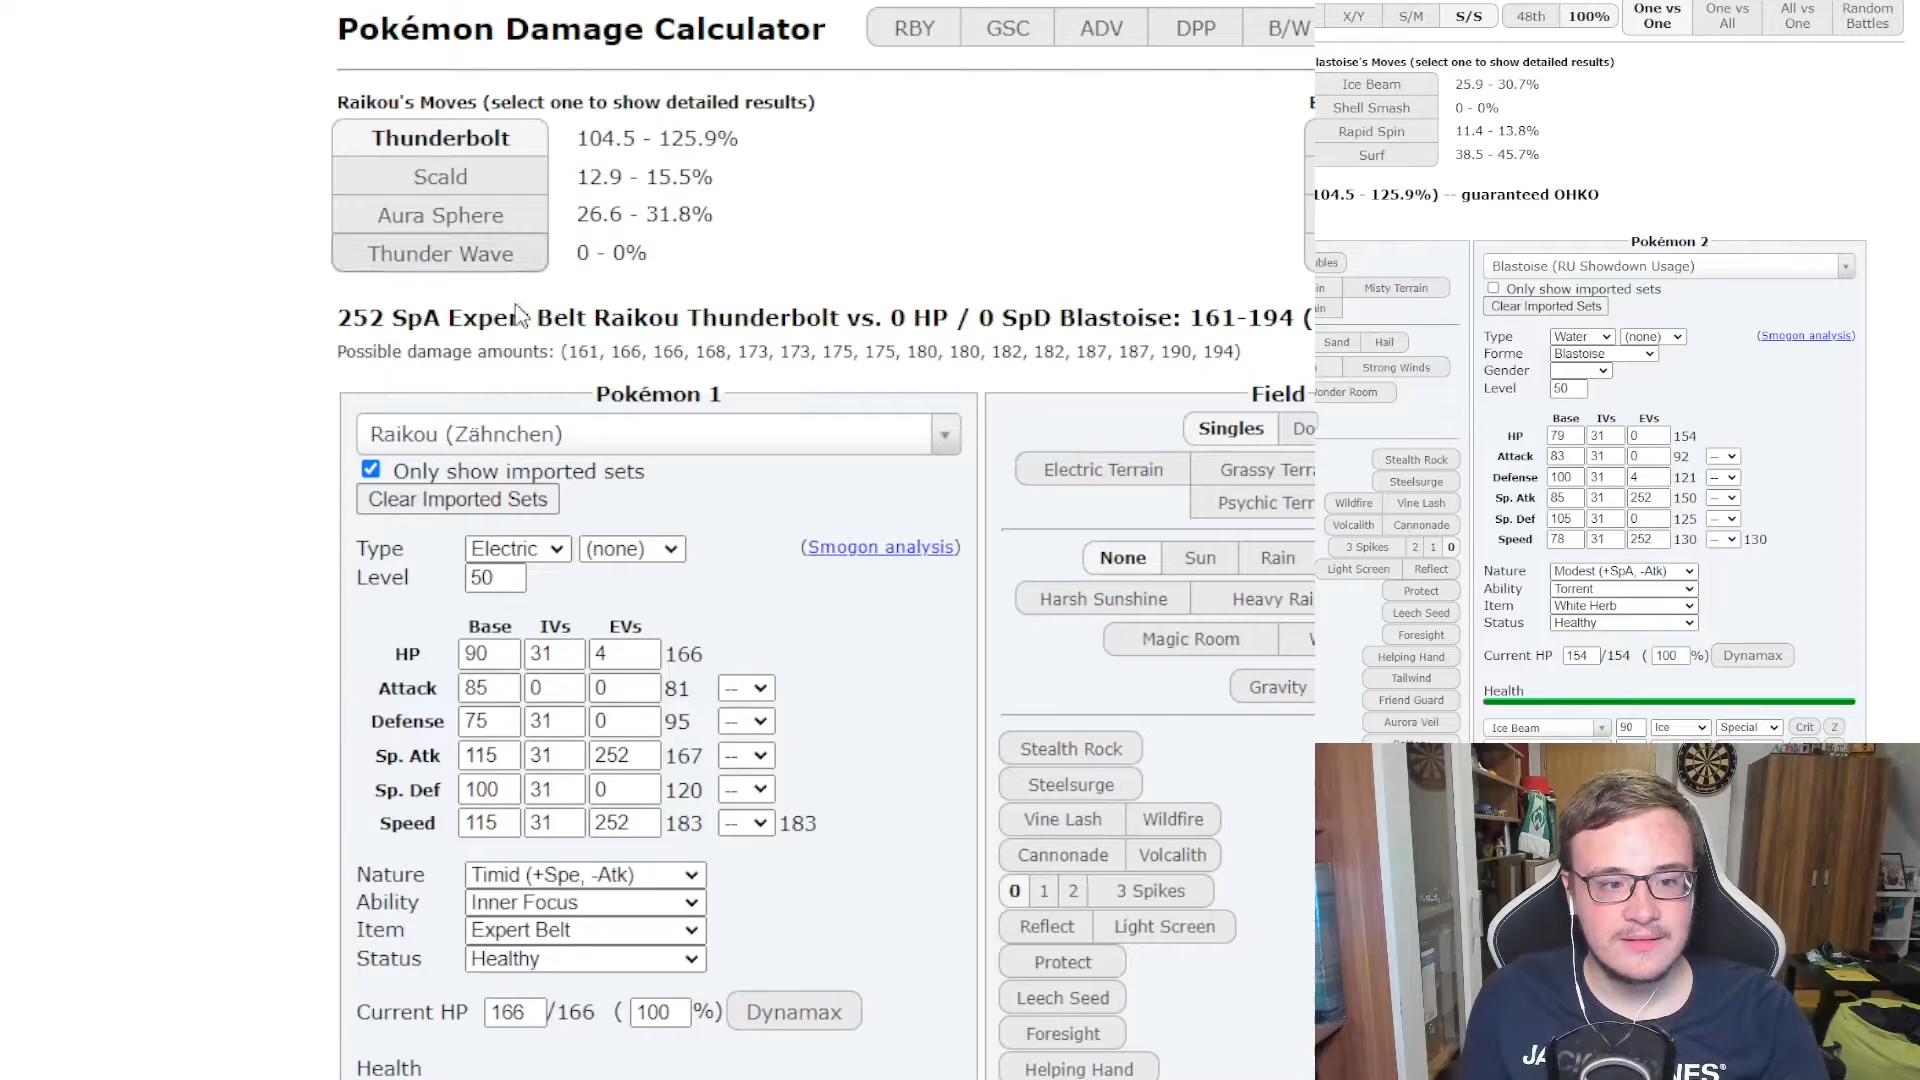 Pokémon Damage Calculator
RBY GSC ADV DPP B/W
Raikou's Moves (select one to show detailed results)
Thunderbolt 104.5 - 125.9%
Scald 12.9 - 15.5%
Aura Sphere 26.6 - 31.8%
Thunder Wave 0 - 0%
252 SpA Expert Belt Raikou Thunderbolt vs. 0 HP / 0 SpD Blastoise: 161-194 (
Possible damage amounts: (161, 166, 166, 168, 173, 173, 175, 175, 180, 180, 182, 182, 187, 187, 190, 194)
Pokémon 1
Raikou (Zähnchen)
Only show imported sets
Clear Imported Sets
Type Electric (none) (Smogon analysis)
Level 50
Base IVs EVs
HP 90 31 4 166
Attack 85 0 0 81 --
Defense 75 31 0 95 --
Sp. Atk 115 31 252 167 --
Sp. Def 100 31 0 120 --
Speed 115 31 252 183 -- 183
Nature Timid (+Spe, -Atk)
Ability Inner Focus
Item Expert Belt
Status Healthy
Current HP 166 /166 ( 100 %) Dynamax
Health
Field
Singles Do
Electric Terrain Grassy Terra
Psychic Terr
None Sun Rain
Harsh Sunshine Heavy Rai
Magic Room
Gravity
Stealth Rock
Steelsurge
Vine Lash Wildfire
Cannonade Volcalith
0 1 2 3 Spikes
Reflect Light Screen
Protect
Leech Seed
Foresight
Helping Hand
X/Y S/M S/S 48th 100% One vs One One vs All All vs One Random Battles
lastoise's Moves (select one to show detailed results)
Ice Beam 25.9 - 30.7%
Shell Smash 0 - 0%
Rapid Spin 11.4 - 13.8%
Surf 38.5 - 45.7%
104.5 - 125.9%) -- guaranteed OHKO
bles
in Misty Terrain
in
Sand Hail
Strong Winds
onder Room
Stealth Rock
Steelsurge
Wildfire Vine Lash
Volcalith Cannonade
3 Spikes 2 1 0
Light Screen Reflect
Protect
Leech Seed
Foresight
Helping Hand
Tailwind
Friend Guard
Aurora Veil
Pokémon 2
Blastoise (RU Showdown Usage)
Only show imported sets
Clear Imported Sets
Type Water (none) (Smogon analysis)
Forme Blastoise
Gender
Level 50
Base IVs EVs
HP 79 31 0 154
Attack 83 31 0 92 --
Defense 100 31 4 121 --
Sp. Atk 85 31 252 150 --
Sp. Def 105 31 0 125 --
Speed 78 31 252 130 -- 130
Nature Modest (+SpA, -Atk)
Ability Torrent
Item White Herb
Status Healthy
Current HP 154 /154 ( 100 %) Dynamax
Health
Ice Beam 90 Ice Special Crit Z